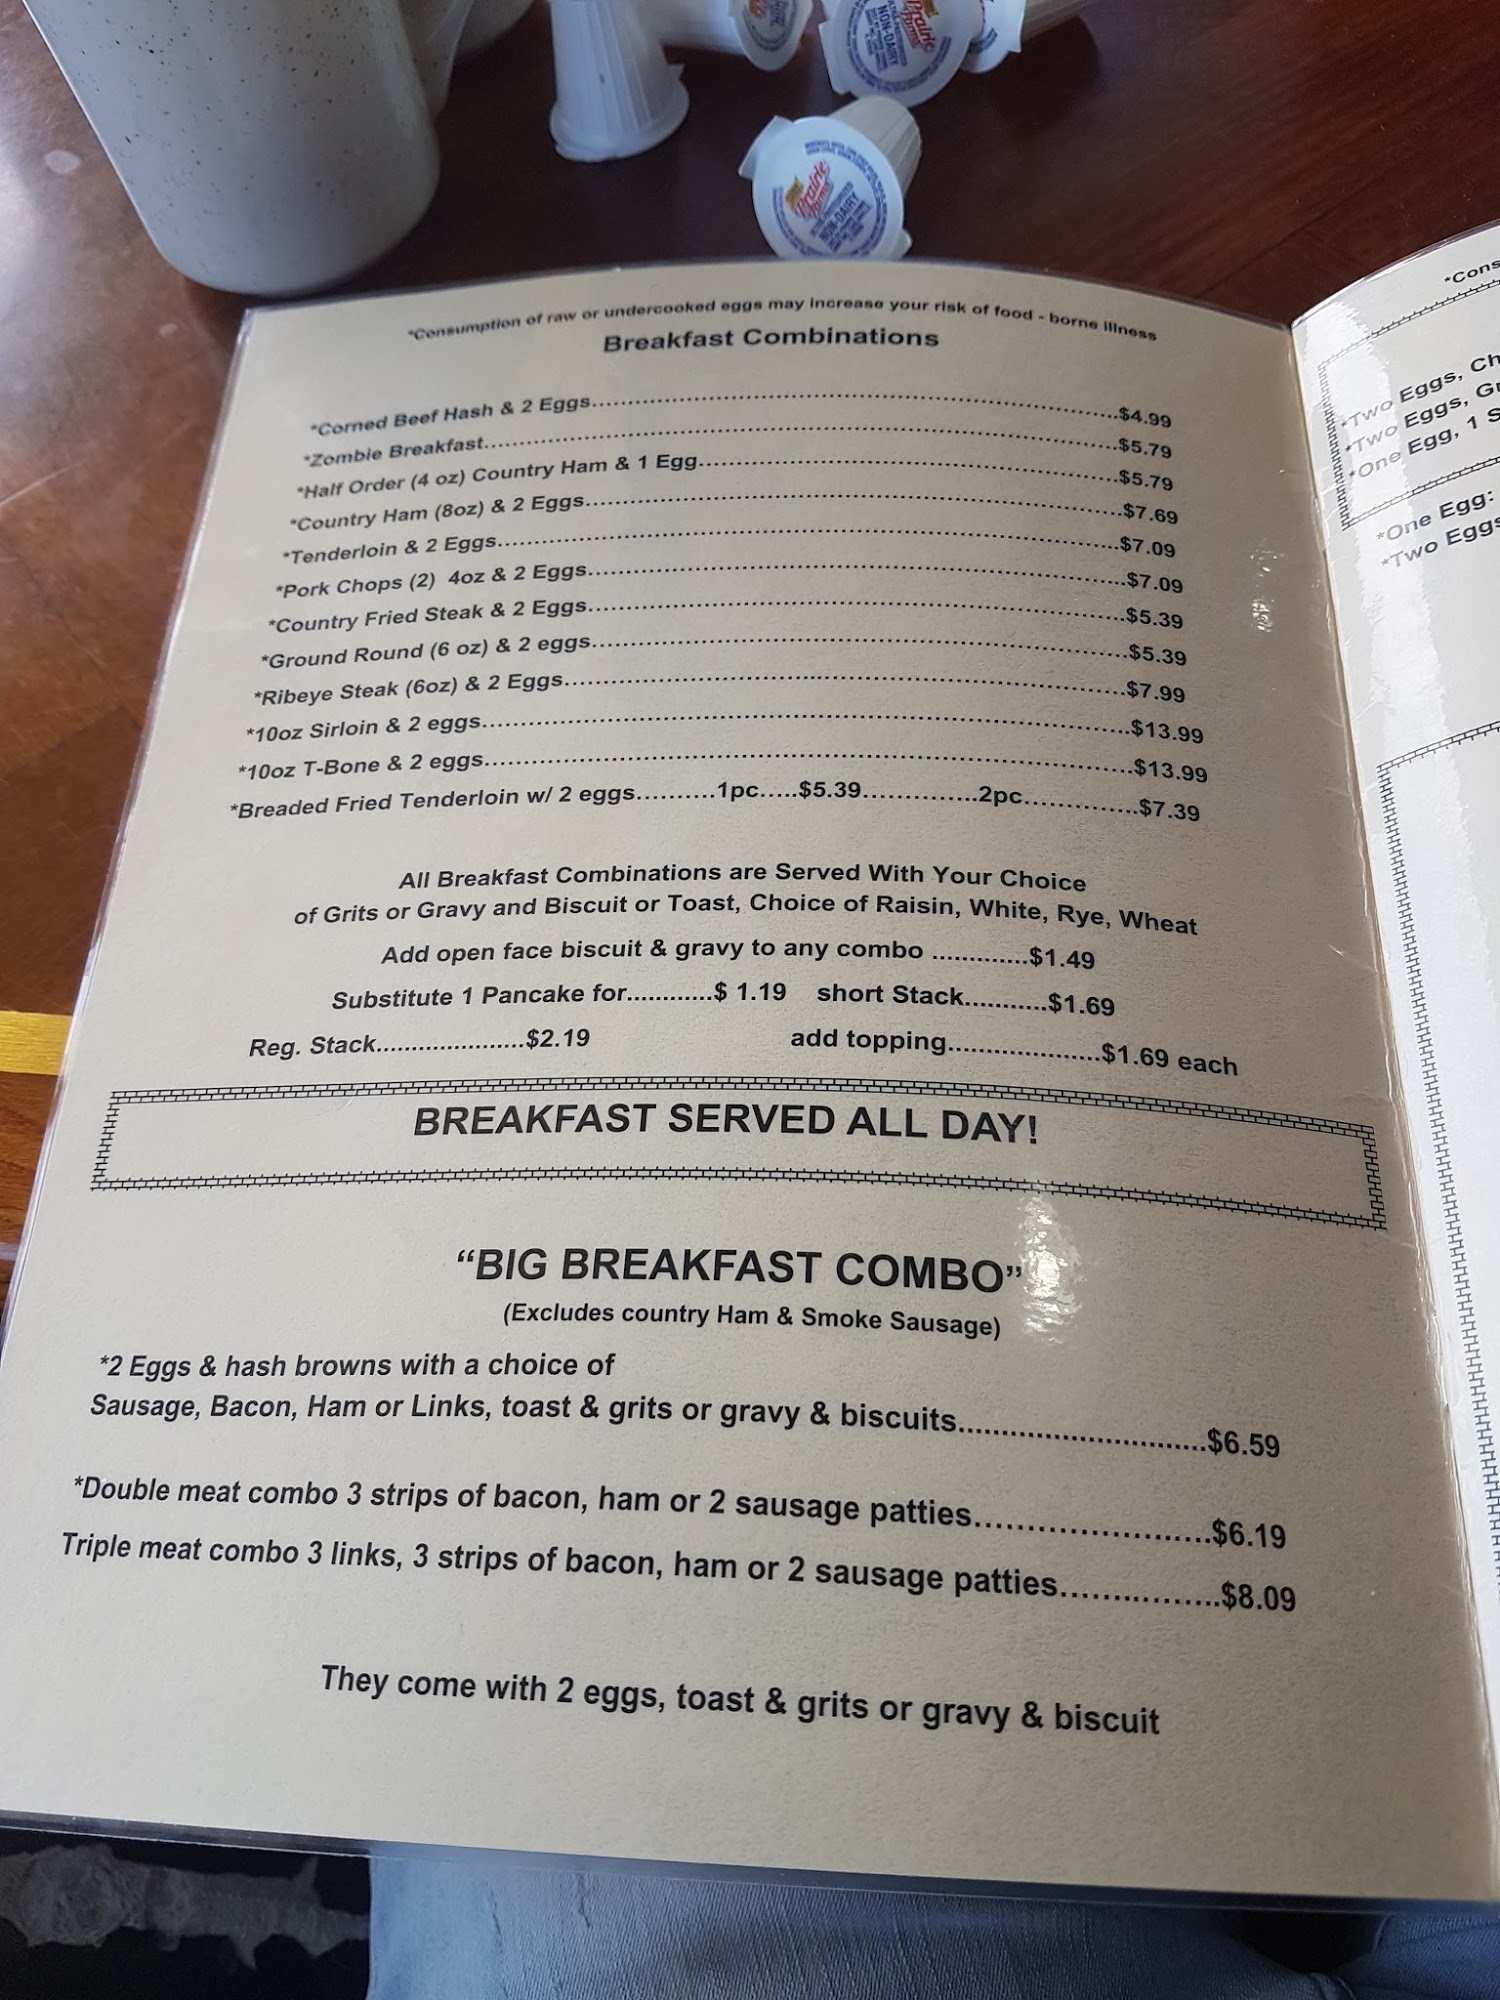 Prairie Farms
NON-DAIRY
Prairie Farms
NON-DAIRY
*Consumption of raw or undercooked eggs may increase your risk of food - borne illness
Breakfast Combinations
*Corned Beef Hash & 2 Eggs....................$4.99
*Zombie Breakfast....................$5.79
*Half Order (4 oz) Country Ham & 1 Egg....................$5.79
*Country Ham (8oz) & 2 Eggs....................$7.69
*Tenderloin & 2 Eggs....................$7.09
*Pork Chops (2) 4oz & 2 Eggs....................$7.09
*Country Fried Steak & 2 Eggs....................$5.39
*Ground Round (6 oz) & 2 eggs....................$5.39
*Ribeye Steak (6oz) & 2 Eggs....................$7.99
*10oz Sirloin & 2 eggs....................$13.99
*10oz T-Bone & 2 eggs....................$13.99
*Breaded Fried Tenderloin w/ 2 eggs..........1pc.....$5.39..............2pc..............$7.39
All Breakfast Combinations are Served With Your Choice
of Grits or Gravy and Biscuit or Toast, Choice of Raisin, White, Rye, Wheat
Add open face biscuit & gravy to any combo .............$1.49
Substitute 1 Pancake for............$ 1.19 short Stack...........$1.69
Reg. Stack.....................$2.19 add topping.....................$1.69 each
BREAKFAST SERVED ALL DAY!
“BIG BREAKFAST COMBO”
(Excludes country Ham & Smoke Sausage)
*2 Eggs & hash browns with a choice of
Sausage, Bacon, Ham or Links, toast & grits or gravy & biscuits.............................$6.59
*Double meat combo 3 strips of bacon, ham or 2 sausage patties........................$6.19
Triple meat combo 3 links, 3 strips of bacon, ham or 2 sausage patties.................$8.09
They come with 2 eggs, toast & grits or gravy & biscuit
*Cons
*Two Eggs, Ch
*Two Eggs, Gr
*One Egg, 1 S
*One Egg:
*Two Eggs